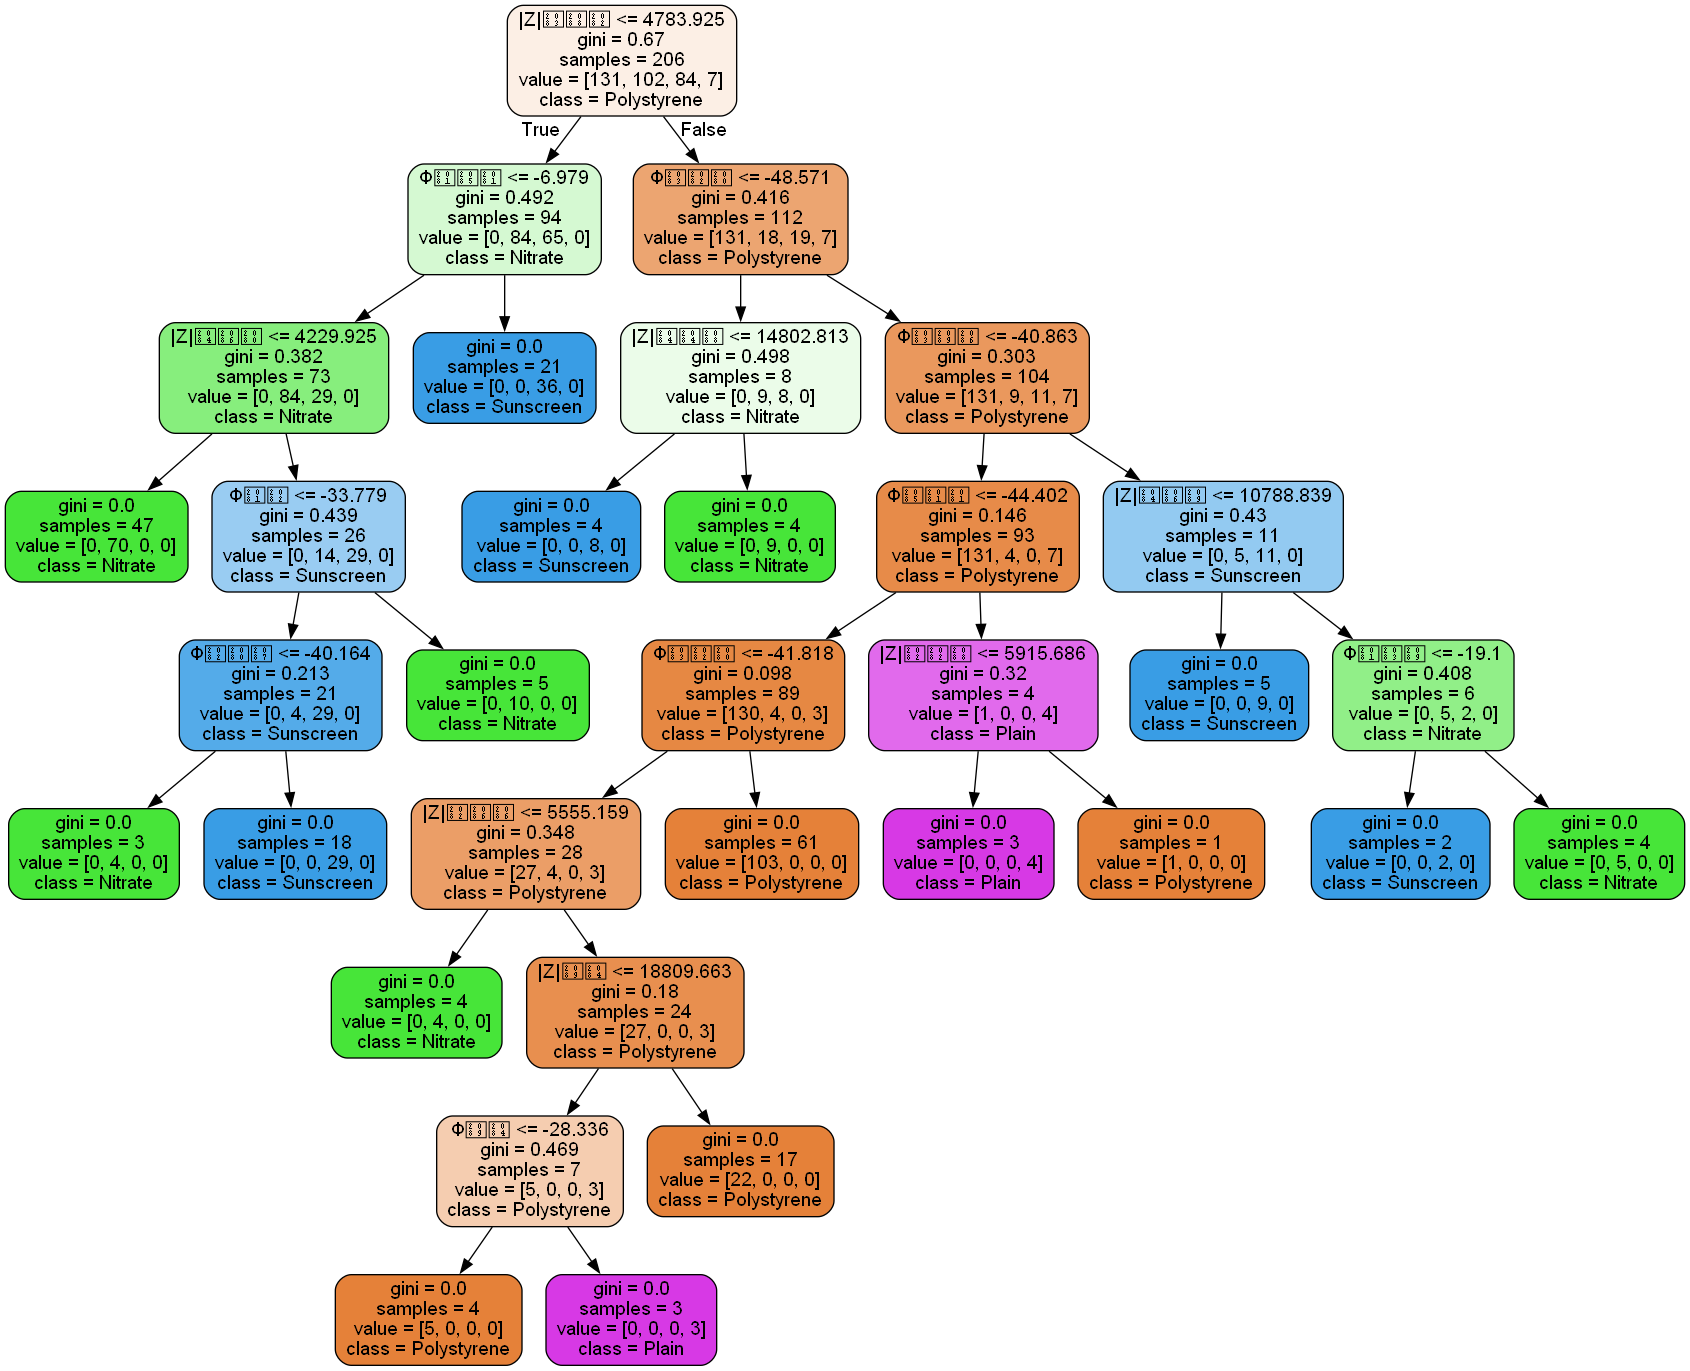 |Z| <= 4783.925
gini = 0.67
samples = 206
value = [131, 102, 84, 7]
class = Polystyrene
True
False
Φ <= -6.979
gini = 0.492
samples = 94
value = [0, 84, 65, 0]
class = Nitrate
Φ <= -48.571
gini = 0.416
samples = 112
value = [131, 18, 19, 7]
class = Polystyrene
|Z| <= 4229.925
gini = 0.382
samples = 73
value = [0, 84, 29, 0]
class = Nitrate
gini = 0.0
samples = 21
value = [0, 0, 36, 0]
class = Sunscreen
|Z| <= 14802.813
gini = 0.498
samples = 8
value = [0, 9, 8, 0]
class = Nitrate
Φ <= -40.863
gini = 0.303
samples = 104
value = [131, 9, 11, 7]
class = Polystyrene
gini = 0.0
samples = 47
value = [0, 70, 0, 0]
class = Nitrate
Φ <= -33.779
gini = 0.439
samples = 26
value = [0, 14, 29, 0]
class = Sunscreen
gini = 0.0
samples = 4
value = [0, 0, 8, 0]
class = Sunscreen
gini = 0.0
samples = 4
value = [0, 9, 0, 0]
class = Nitrate
Φ <= -44.402
gini = 0.146
samples = 93
value = [131, 4, 0, 7]
class = Polystyrene
|Z| <= 10788.839
gini = 0.43
samples = 11
value = [0, 5, 11, 0]
class = Sunscreen
Φ <= -40.164
gini = 0.213
samples = 21
value = [0, 4, 29, 0]
class = Sunscreen
gini = 0.0
samples = 5
value = [0, 10, 0, 0]
class = Nitrate
Φ <= -41.818
gini = 0.098
samples = 89
value = [130, 4, 0, 3]
class = Polystyrene
|Z| <= 5915.686
gini = 0.32
samples = 4
value = [1, 0, 0, 4]
class = Plain
gini = 0.0
samples = 5
value = [0, 0, 9, 0]
class = Sunscreen
Φ <= -19.1
gini = 0.408
samples = 6
value = [0, 5, 2, 0]
class = Nitrate
gini = 0.0
samples = 3
value = [0, 4, 0, 0]
class = Nitrate
gini = 0.0
samples = 18
value = [0, 0, 29, 0]
class = Sunscreen
|Z| <= 5555.159
gini = 0.348
samples = 28
value = [27, 4, 0, 3]
class = Polystyrene
gini = 0.0
samples = 61
value = [103, 0, 0, 0]
class = Polystyrene
gini = 0.0
samples = 3
value = [0, 0, 0, 4]
class = Plain
gini = 0.0
samples = 1
value = [1, 0, 0, 0]
class = Polystyrene
gini = 0.0
samples = 2
value = [0, 0, 2, 0]
class = Sunscreen
gini = 0.0
samples = 4
value = [0, 5, 0, 0]
class = Nitrate
gini = 0.0
samples = 4
value = [0, 4, 0, 0]
class = Nitrate
|Z| <= 18809.663
gini = 0.18
samples = 24
value = [27, 0, 0, 3]
class = Polystyrene
Φ <= -28.336
gini = 0.469
samples = 7
value = [5, 0, 0, 3]
class = Polystyrene
gini = 0.0
samples = 17
value = [22, 0, 0, 0]
class = Polystyrene
gini = 0.0
samples = 4
value = [5, 0, 0, 0]
class = Polystyrene
gini = 0.0
samples = 3
value = [0, 0, 0, 3]
class = Plain